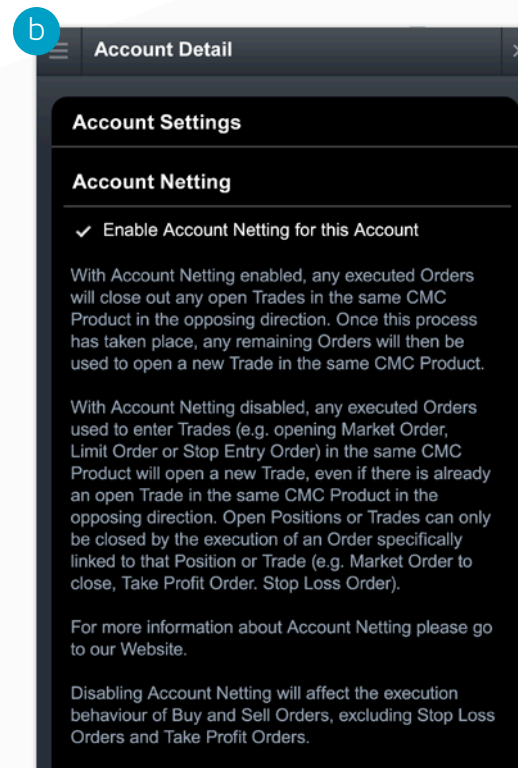 b
Account Detail
Account Settings
Account Netting
Enable Account Netting for this Account
With Account Netting enabled, any executed Orders
will close out any open Trades in the same CMC
Product in the opposing direction. Once this process
has taken place, any remaining Orders will then be
used to open a new Trade in the same CMC Product.
With Account Netting disabled, any executed Orders
used to enter Trades (e.g. opening Market Order,
Limit Order or Stop Entry Order) in the same CMC
Product will open a new Trade, even if there is already
an open Trade in the same CMC Product in the
opposing direction. Open Positions or Trades can only
be closed by the execution of an Order specifically
linked to that Position or Trade (e.g. Market Order to
close, Take Profit Order. Stop Loss Order).
For more information about Account Netting please go
to our Website.
Disabling Account Netting will affect the execution
behaviour of Buy and Sell Orders, excluding Stop Loss
Orders and Take Profit Orders.